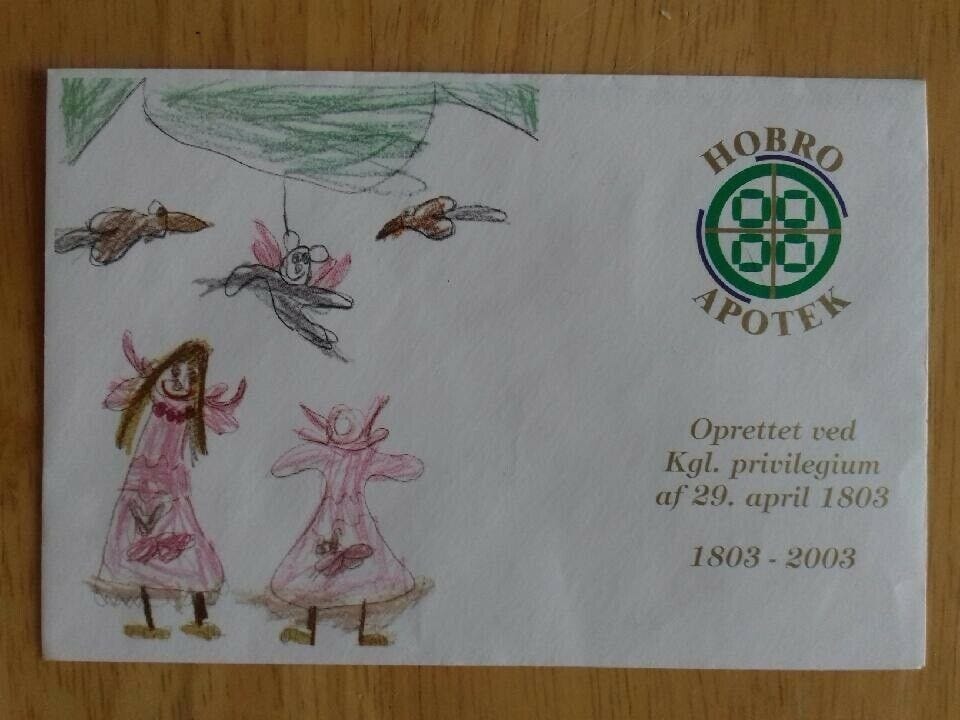 HOBRO
APOTEK
Oprettet ved
Kgl. privilegium
af 29. april 1803
1803 - 2003